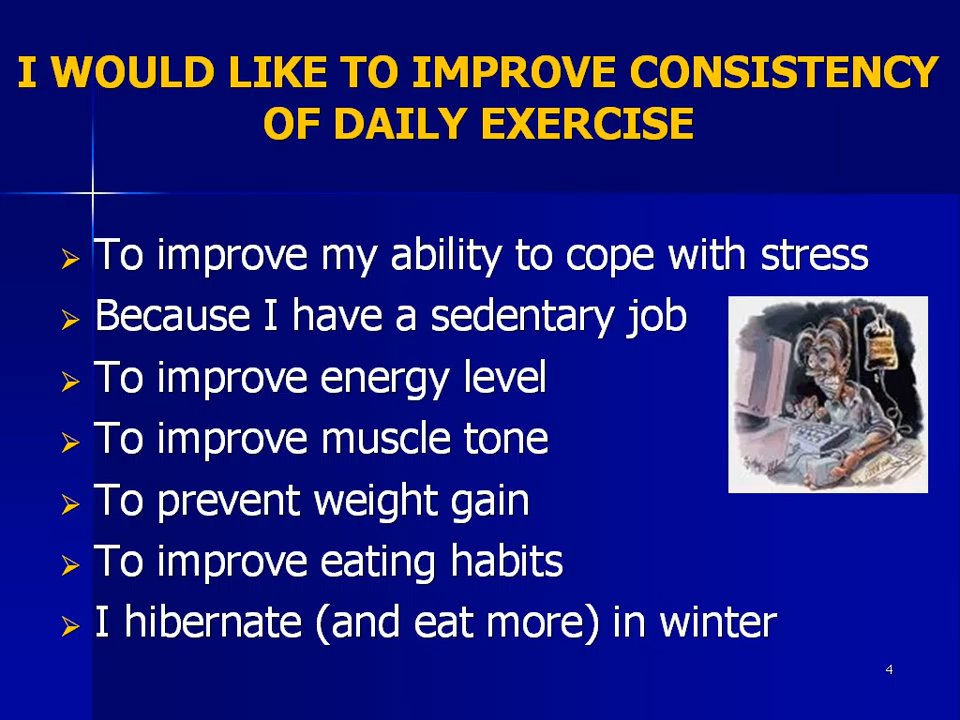 I WOULD LIKE TO IMPROVE CONSISTENCY
OF DAILY EXERCISE
To improve my ability to cope with stress
Because I have a sedentary job
To improve energy level
To improve muscle tone
To prevent weight gain
To improve eating habits
I hibernate (and eat more) in winter
4